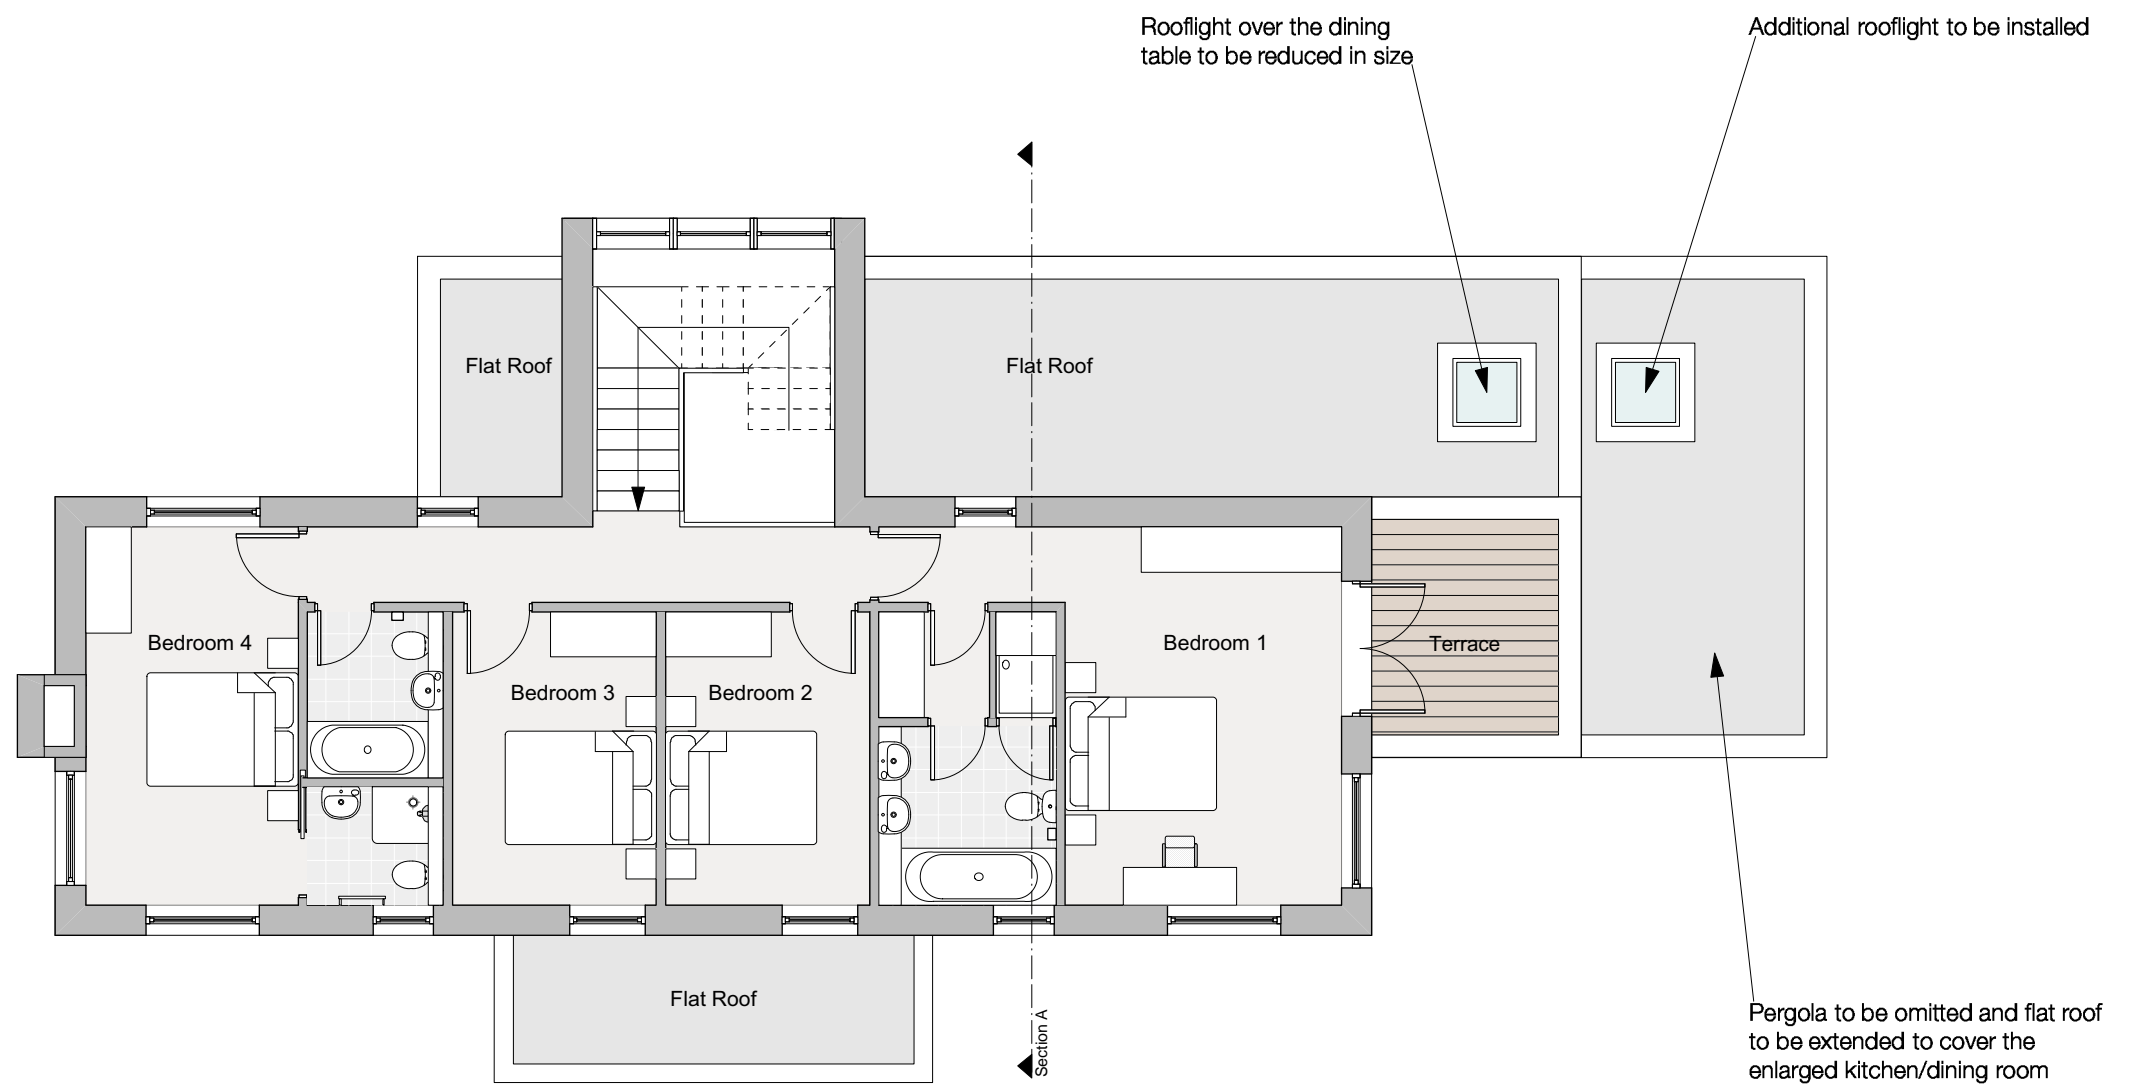 Rooflight over the dining
table to be reduced in size
Additional rooflight to be installed
Flat Roof
Flat Roof
Bedroom 4
Bedroom 3
Bedroom 2
Bedroom 1
Terrace
Flat Roof
Section A
Pergola to be omitted and flat roof
to be extended to cover the
enlarged kitchen/dining room